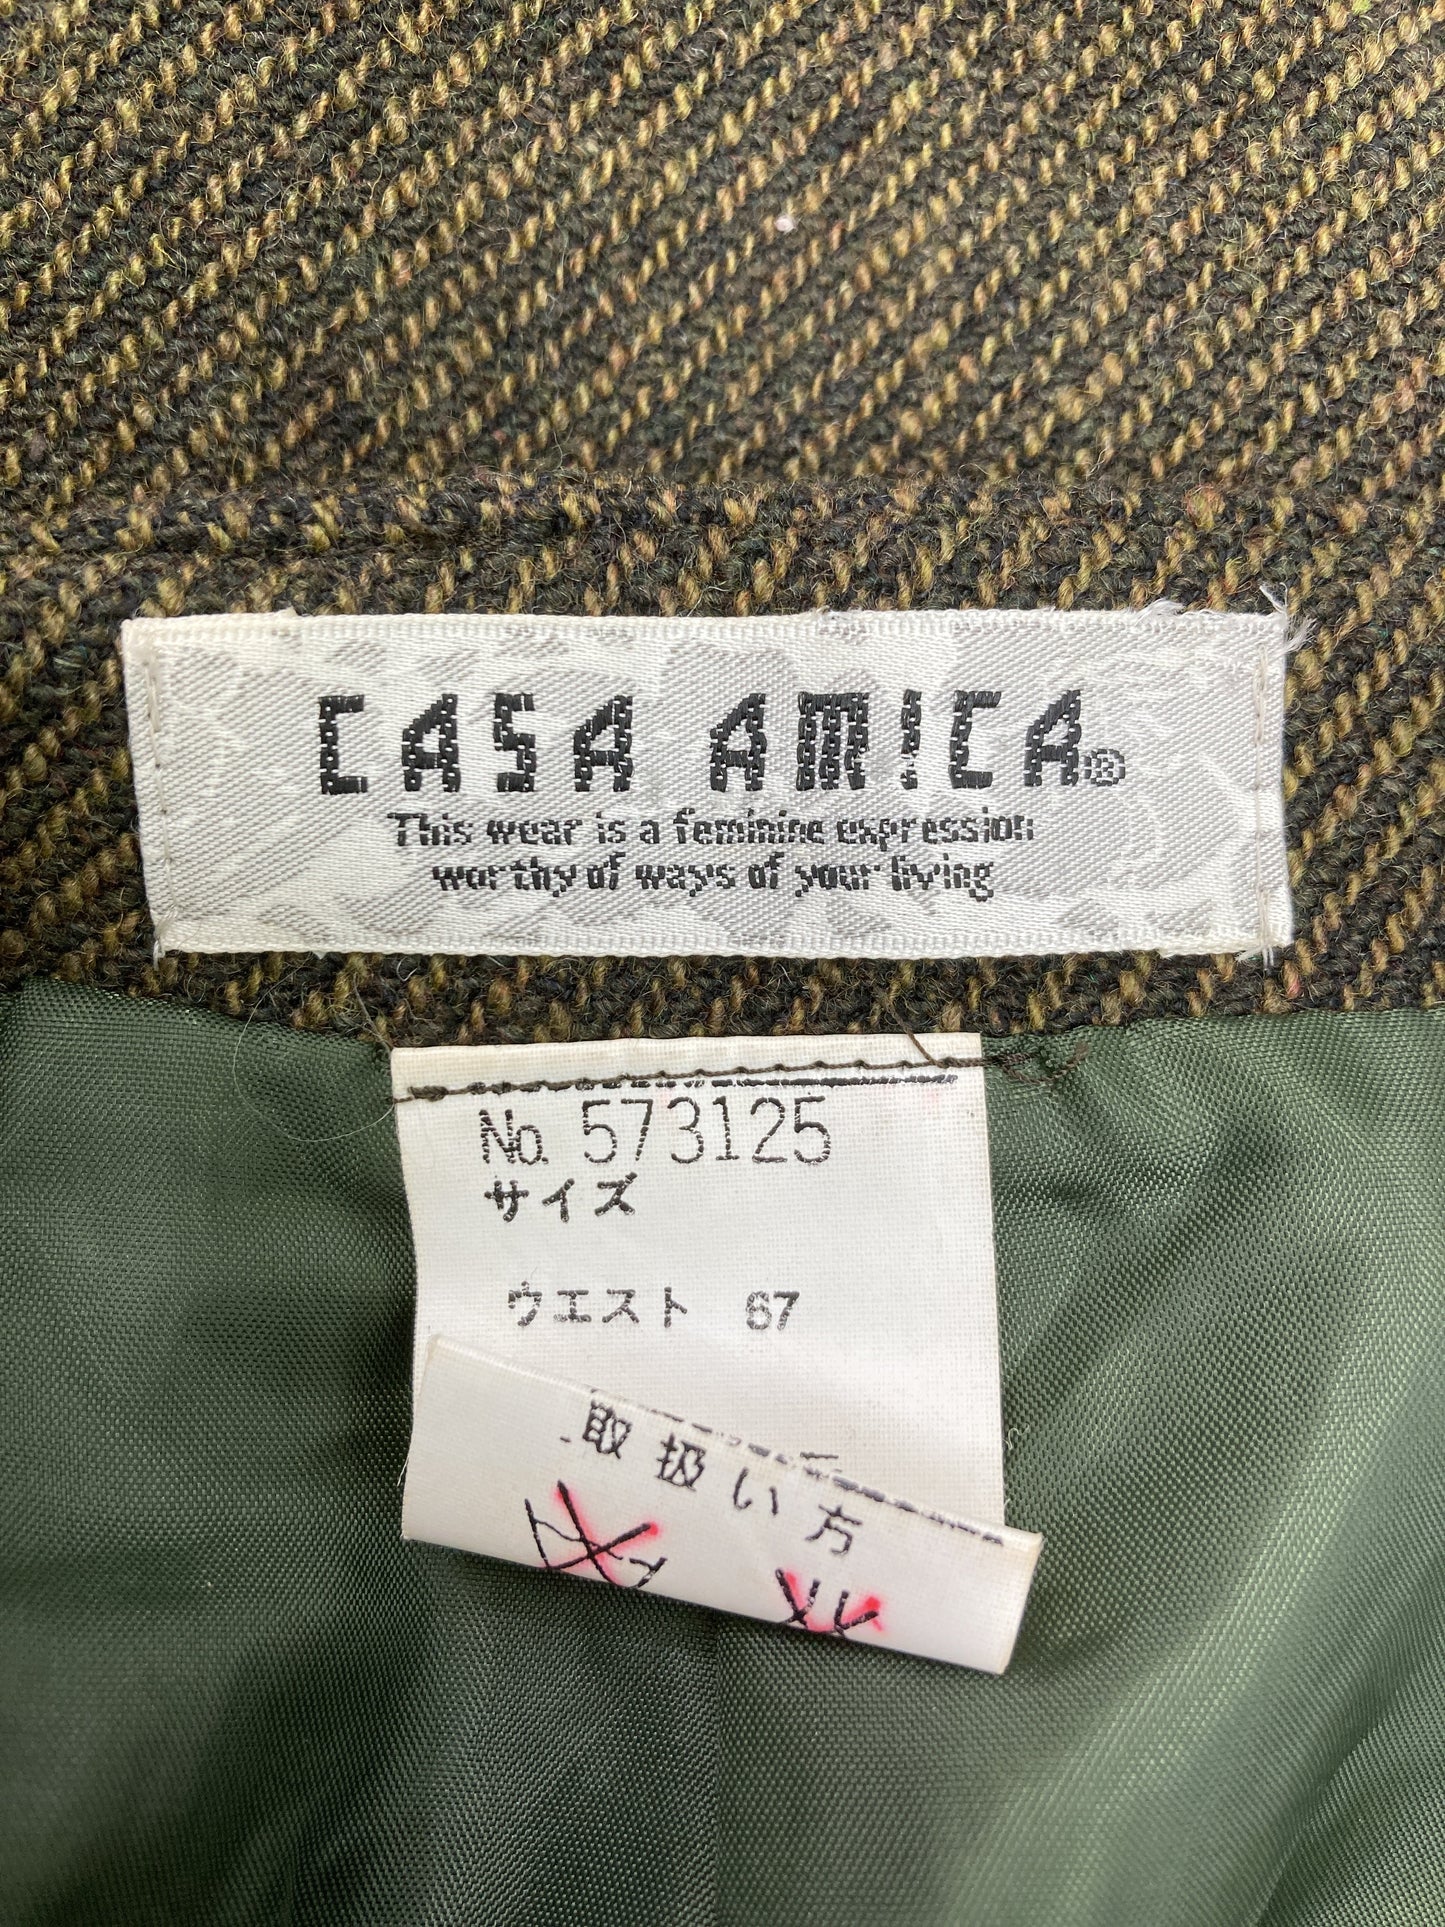 CASA AMICA®
This wear is a feminine expression
worthy of ways of your living
No. 573125
サイズ
ウエスト 67
取扱い方